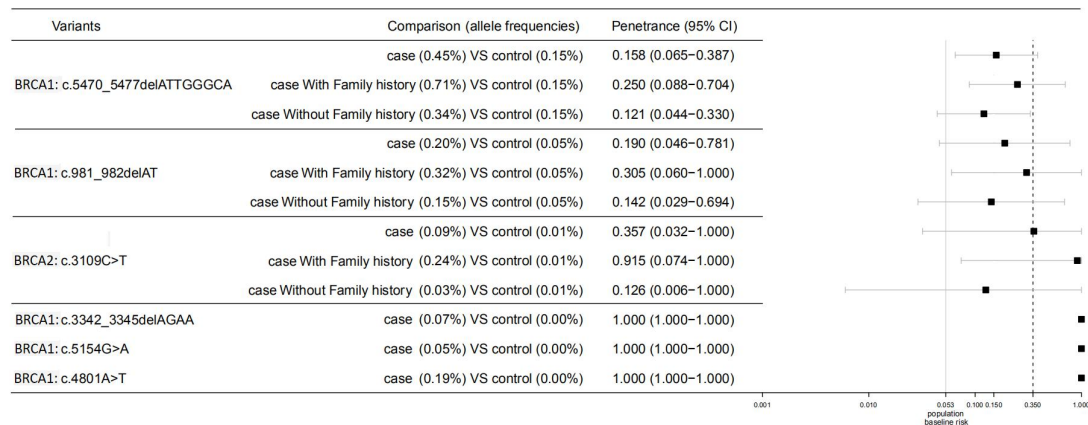 Variants Comparison (allele frequencies) Penetrance (95% CI)
case (0.45%) VS control (0.15%) 0.158 (0.065−0.387)
BRCA1: c.5470_5477delATTGGGCA case With Family history (0.71%) VS control (0.15%) 0.250 (0.088−0.704)
case Without Family history (0.34%) VS control (0.15%) 0.121 (0.044−0.330)
case (0.20%) VS control (0.05%) 0.190 (0.046−0.781)
BRCA1: c.981_982delAT case With Family history (0.32%) VS control (0.05%) 0.305 (0.060−1.000)
case Without Family history (0.15%) VS control (0.05%) 0.142 (0.029−0.694)
case (0.09%) VS control (0.01%) 0.357 (0.032−1.000)
BRCA2: c.3109C>T case With Family history (0.24%) VS control (0.01%) 0.915 (0.074−1.000)
case Without Family history (0.03%) VS control (0.01%) 0.126 (0.006−1.000)
BRCA1: c.3342_3345delAGAA case (0.07%) VS control (0.00%) 1.000 (1.000−1.000)
BRCA1: c.5154G>A case (0.05%) VS control (0.00%) 1.000 (1.000−1.000)
BRCA1: c.4801A>T case (0.19%) VS control (0.00%) 1.000 (1.000−1.000)
0.001 0.010 0.053 0.100 0.150 0.350 1.000
population
baseline risk